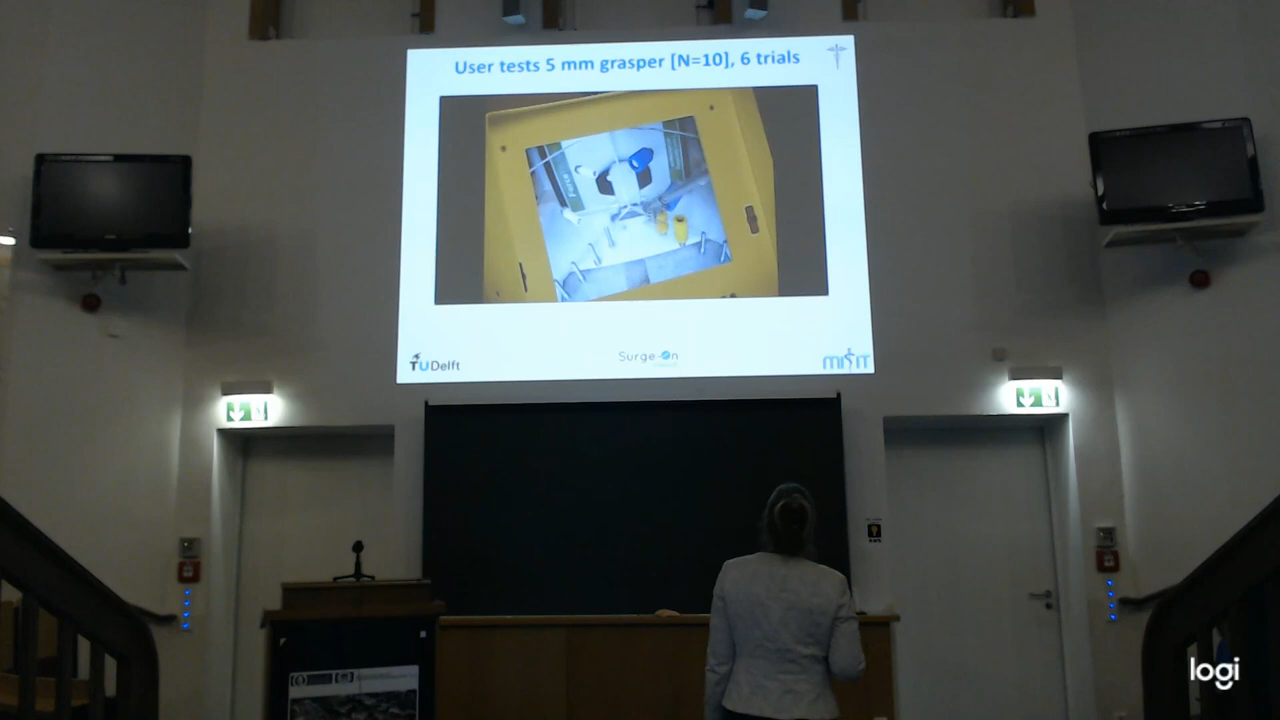 User tests 5 mm grasper [N=10], 6 trials
TUDelft
Surge-On
MISIT
logi